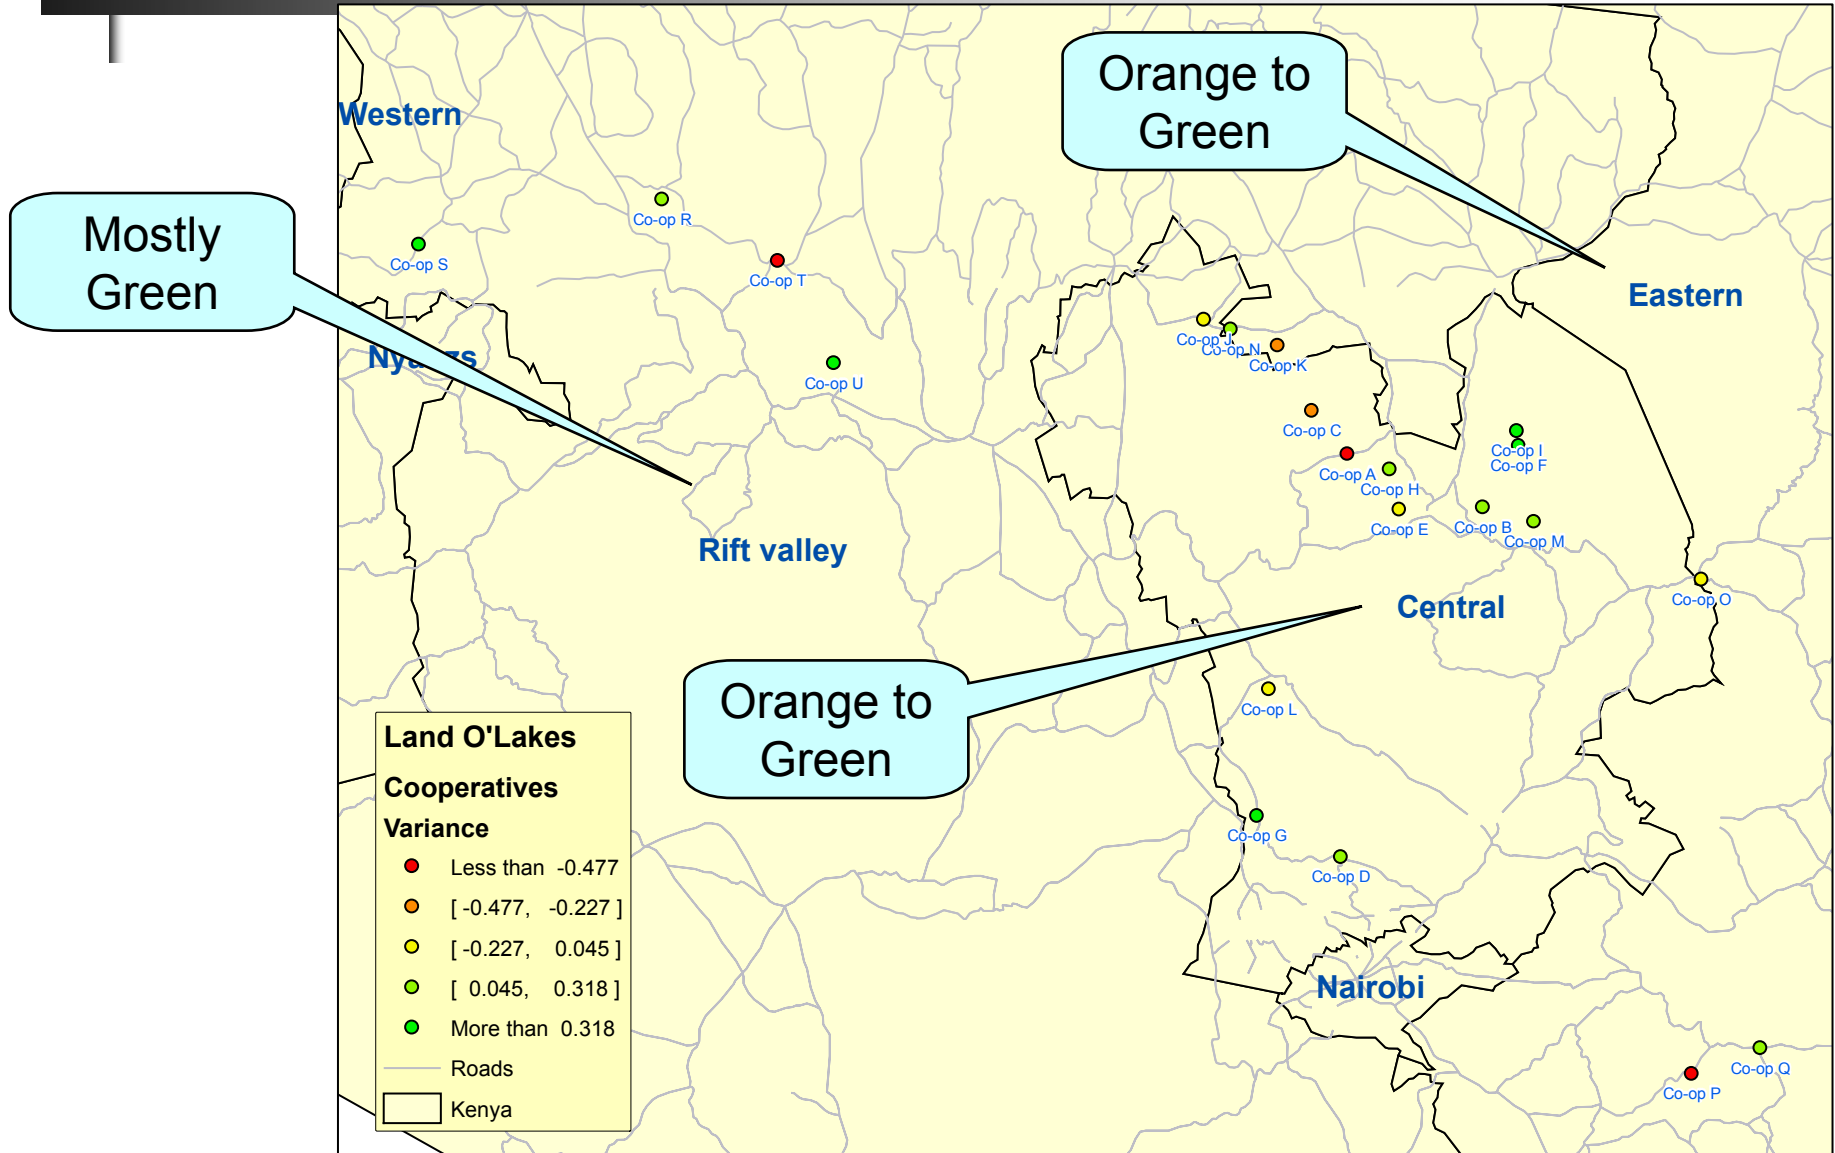 Western
Orange to
Green
Mostly
Green
Co-op R
Co-op S
Co-op T
Eastern
Co-op J
Co-op N
Co-op K
Co-op U
Co-op C
Co-op I
Co-op F
Co-op A
Co-op H
Co-op E
Co-op B
Co-op M
Rift valley
Central
Co-op O
Orange to
Green
Co-op L
Land O'Lakes
Cooperatives
Variance
Less than -0.477
[ -0.477, -0.227 ]
[ -0.227, 0.045 ]
[ 0.045, 0.318 ]
More than 0.318
Roads
Kenya
Co-op G
Co-op D
Nairobi
Co-op Q
Co-op P